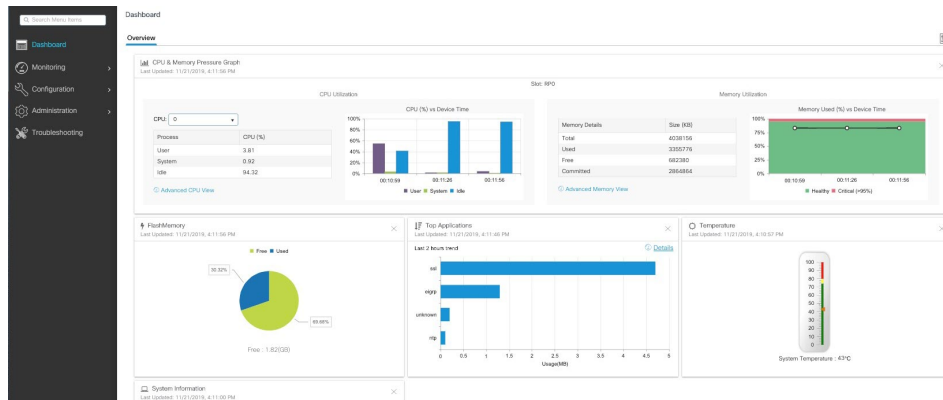 Search Menu Items
Dashboard
Monitoring
Configuration
Administration
Troubleshooting
Dashboard
Overview
CPU & Memory Pressure Graph
Last Updated: 11/21/2019, 4:11:56 PM
Slot: RP0
CPU Utilization
CPU: 0
Process CPU (%)
User 3.81
System 0.92
Idle 94.32
Advanced CPU View
CPU (%) vs Device Time
100%
80%
60%
40%
20%
0%
00:10:59 00:11:26 00:11:56
User System Idle
Memory Utilization
Memory Details Size (KB)
Total 4038156
Used 3355776
Free 682380
Committed 2864864
Advanced Memory View
Memory Used (%) vs Device Time
100%
75%
50%
25%
0%
00:10:59 00:11:26 00:11:56
Healthy Critical (>95%)
FlashMemory
Last Updated: 11/21/2019, 4:11:56 PM
Free Used
30.32%
69.68%
Free : 1.82(GB)
Top Applications
Last Updated: 11/21/2019, 4:11:46 PM
Last 2 hours trend
Details
ssl
eigrp
unknown
ntp
0 0.5 1 1.5 2 2.5 3 3.5 4 4.5 5
Usage(MB)
Temperature
Last Updated: 11/21/2019, 4:10:57 PM
100
90
80
70
60
50
40
30
20
10
0
System Temperature : 43°C
System Information
Last Updated: 11/21/2019, 4:11:00 PM